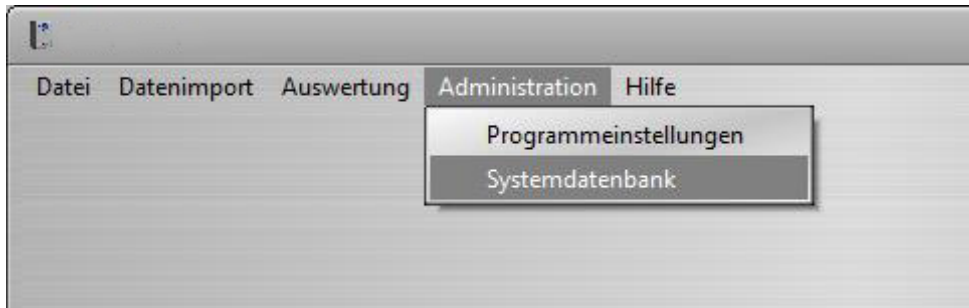 Datei Datenimport Auswertung Administration Hilfe
Programmeinstellungen
Systemdatenbank